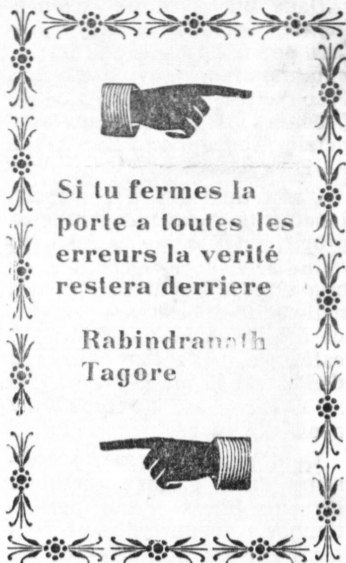 Si tu fermes la
porte a toutes les
erreurs la verité
restera derriere
Rabindranath
Tagore